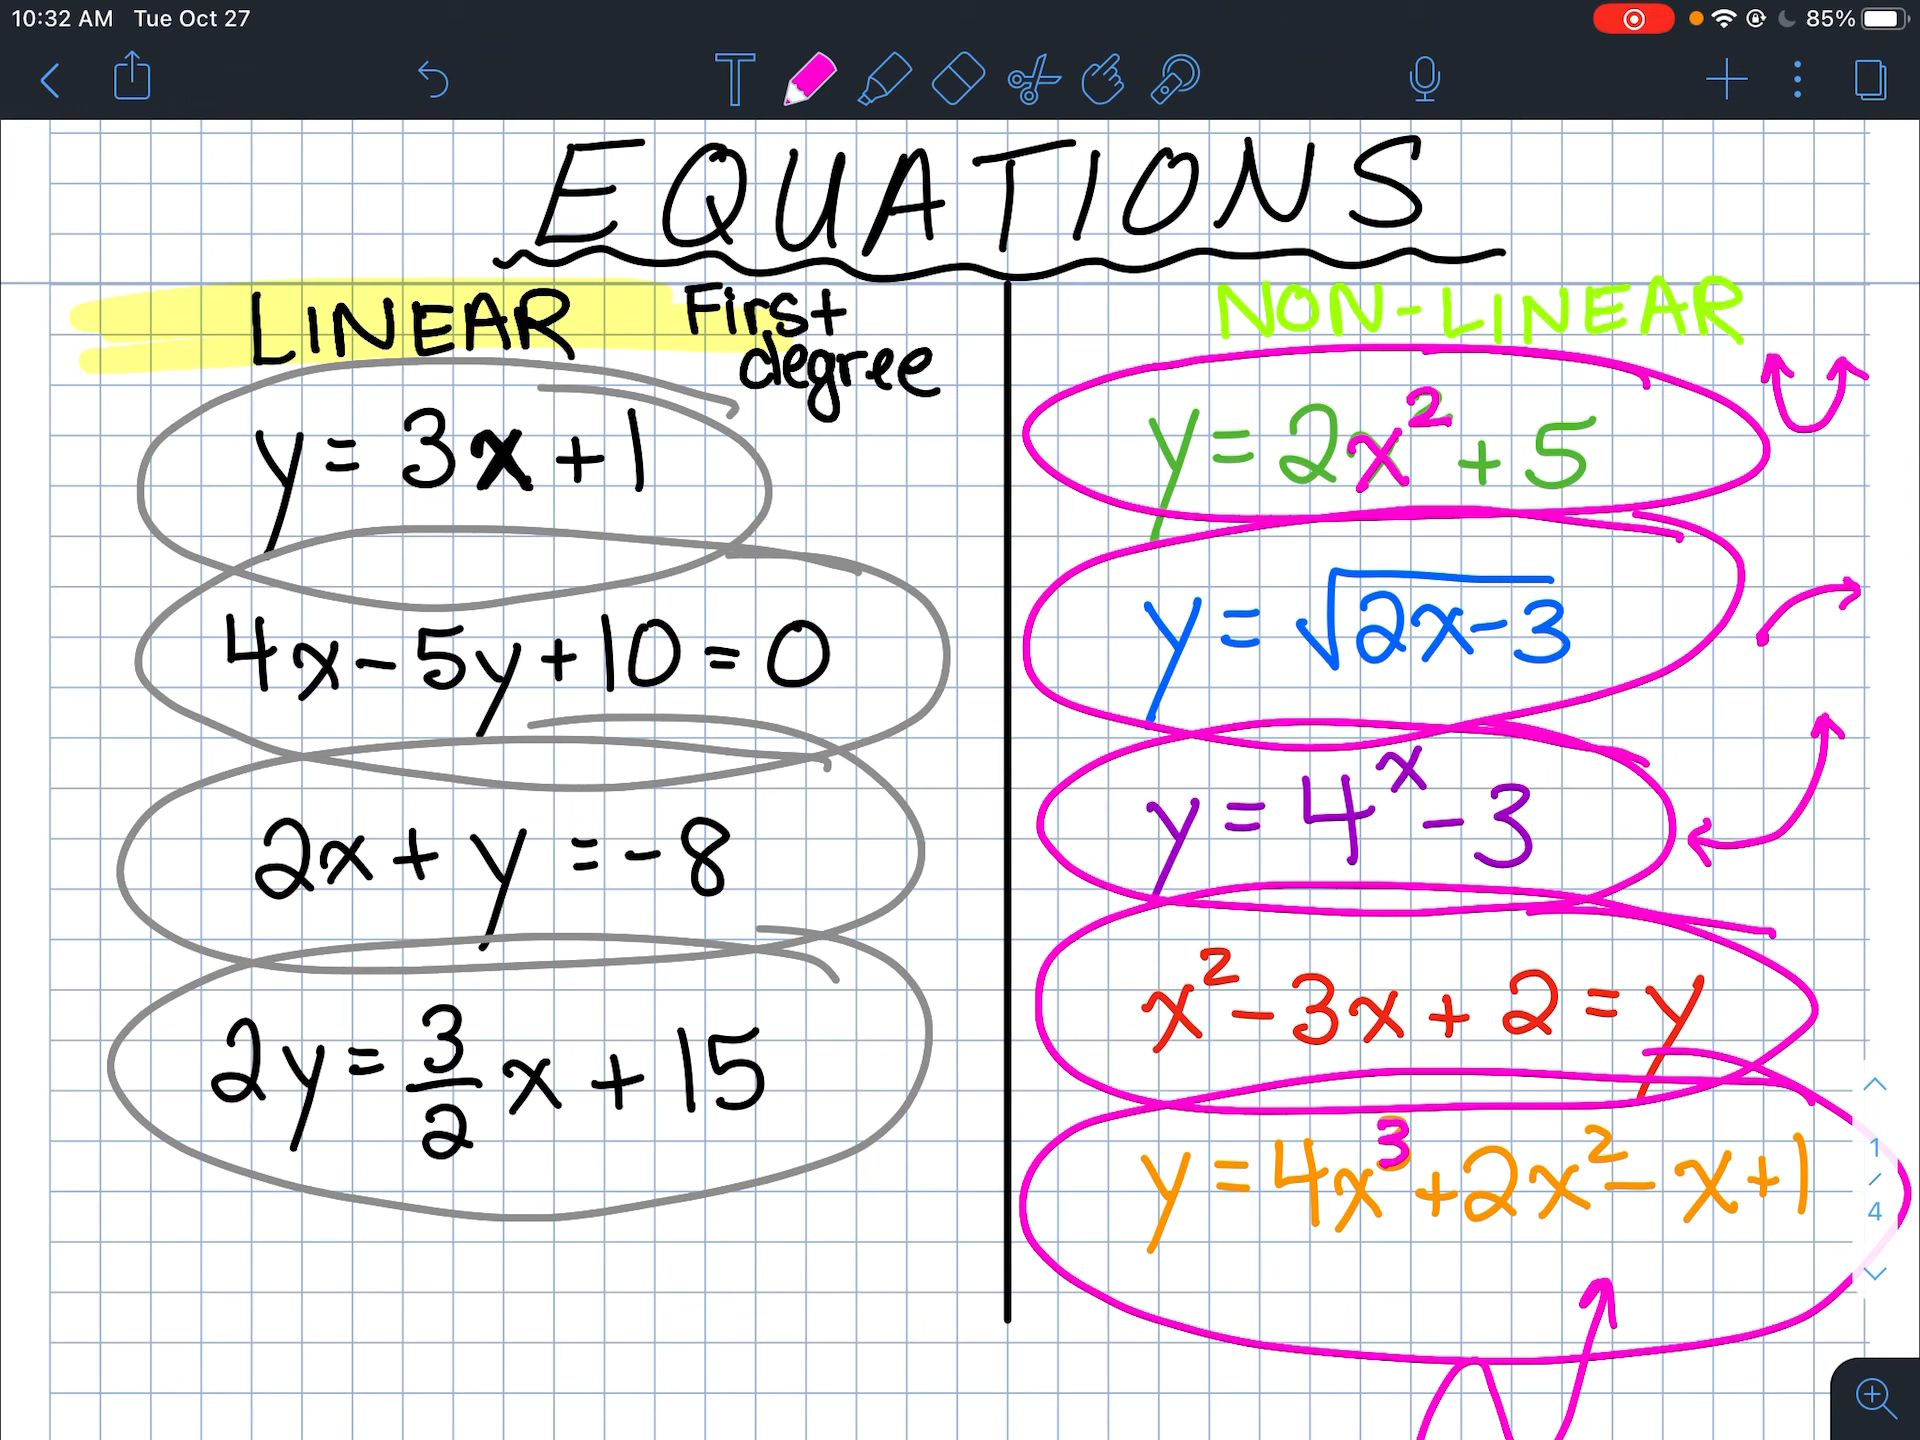 10:32 AM Tue Oct 27
85%
EQUATIONS
LINEAR First degree
y = 3x + 1
4x - 5y + 10 = 0
2x + y = -8
2y = 3/2 x + 15
NON-LINEAR
y = 2x² + 5
y = √(2x-3)
y = 4ˣ - 3
x² - 3x + 2 = y
y = 4x³ + 2x² - x + 1
1 / 4